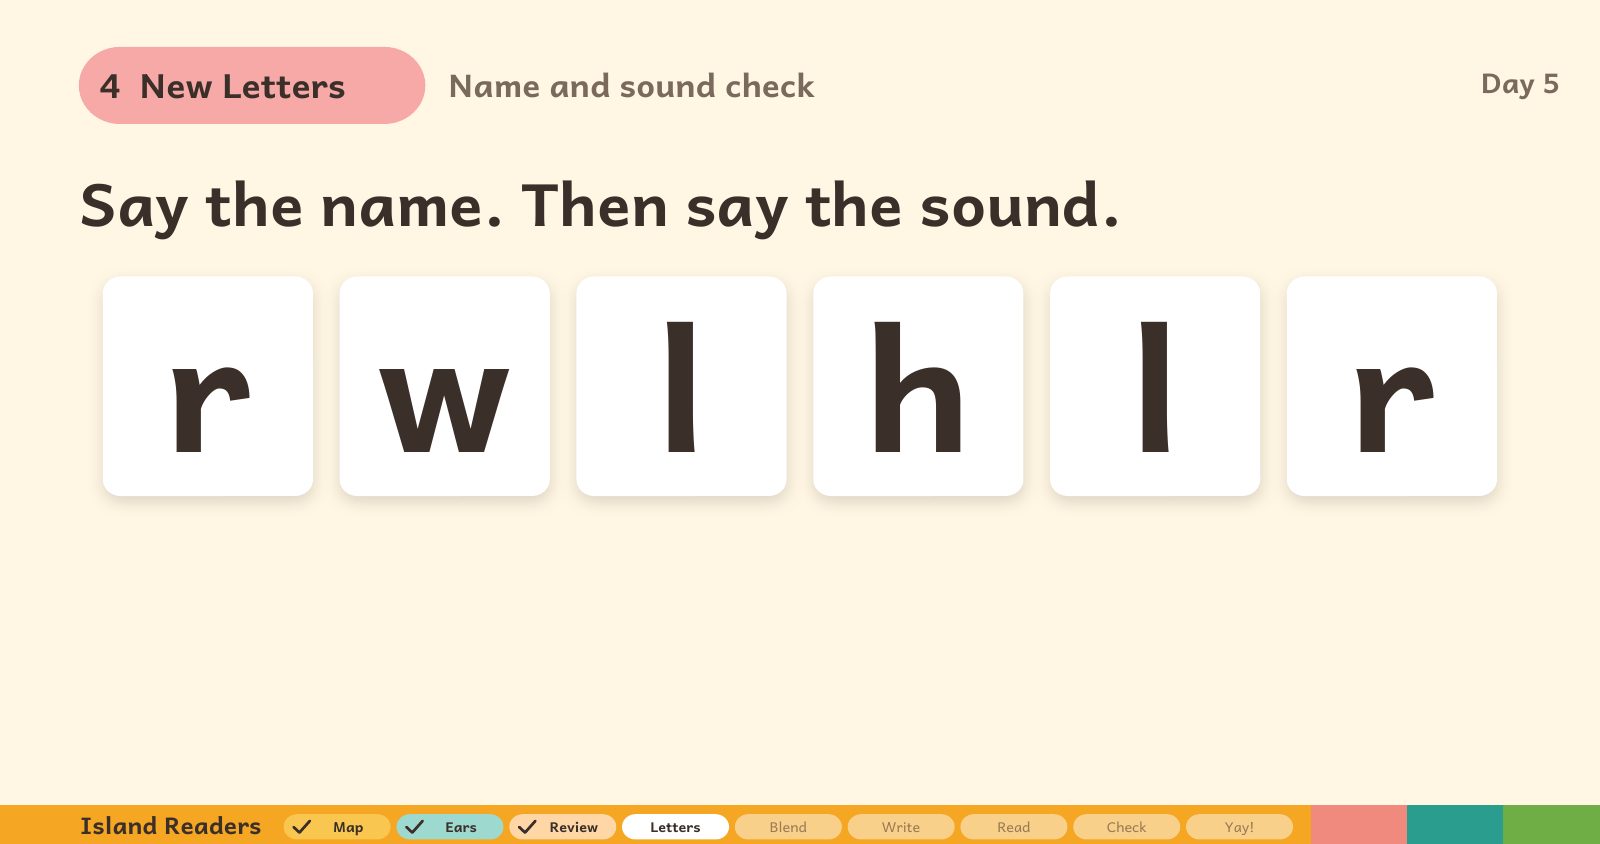 4 New Letters
Name and sound check
Day 5
Say the name. Then say the sound.
r w l h l r
Island Readers
Map
Ears
Review
Letters
Blend
Write
Read
Check
Yay!